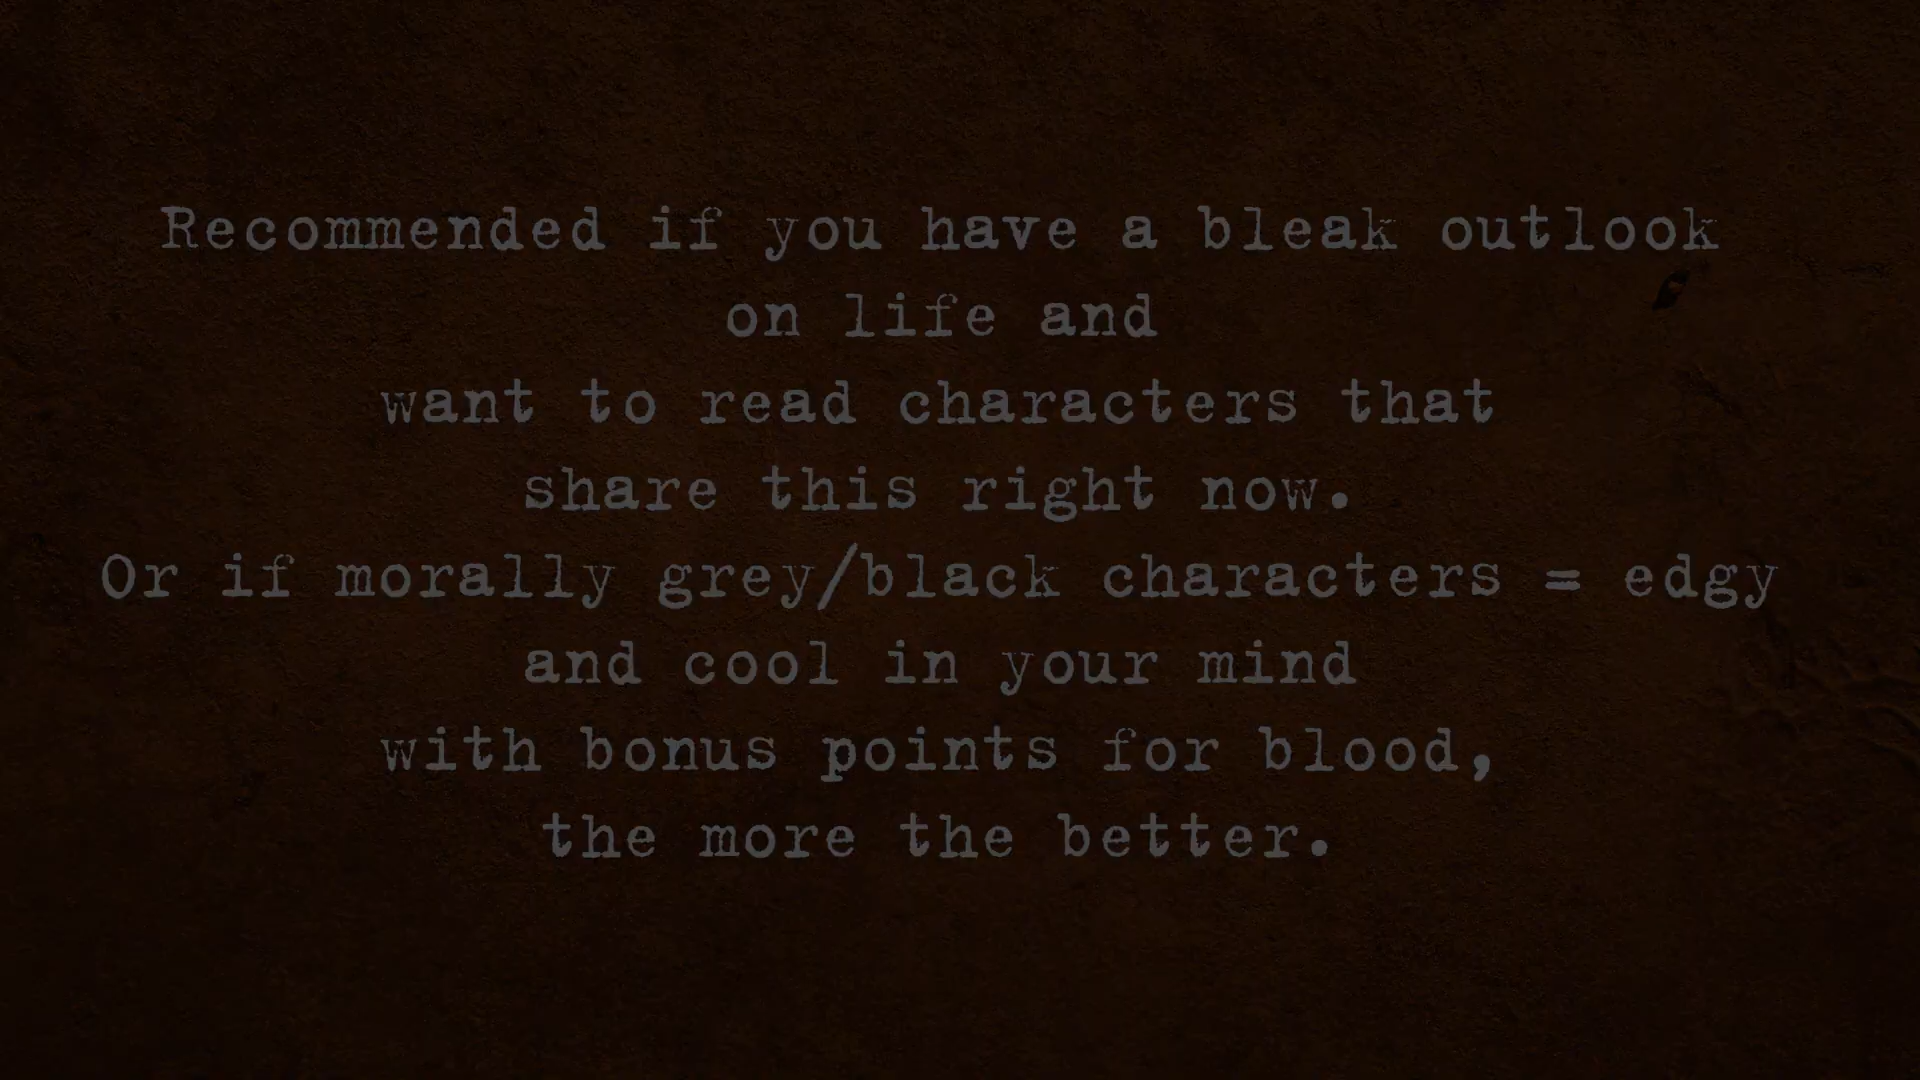 Recommended if you have a bleak outlook
on life and
want to read characters that
share this right now.
Or if morally grey/black characters = edgy
and cool in your mind
with bonus points for blood,
the more the better.